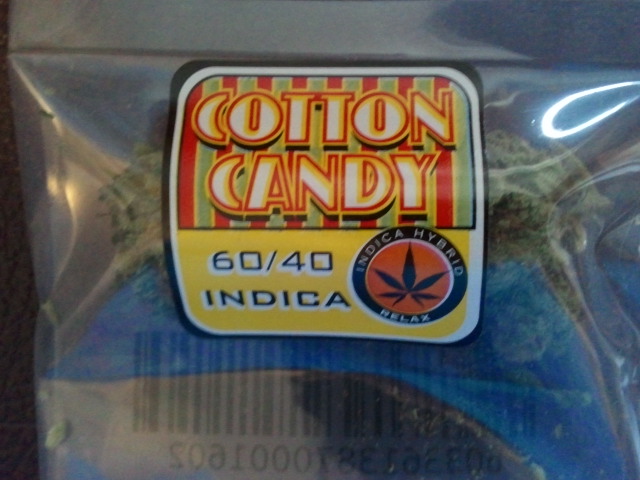 COTTON
CANDY
60/40
INDICA
INDICA HYBRID
RELAX